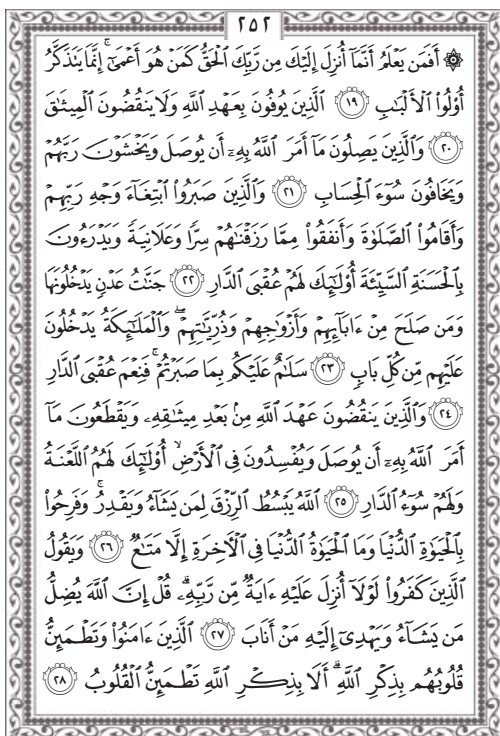 ٢٥٢
۞ أَفَمَن يَعْلَمُ أَنَّمَآ أُنزِلَ إِلَيْكَ مِن رَّبِّكَ ٱلْحَقُّ كَمَنْ هُوَ أَعْمَىٰٓ ۚ إِنَّمَا يَتَذَكَّرُ
أُو۟لُوا۟ ٱلْأَلْبَٰبِ ١٩ ٱلَّذِينَ يُوفُونَ بِعَهْدِ ٱللَّهِ وَلَا يَنقُضُونَ ٱلْمِيثَٰقَ
٢٠ وَٱلَّذِينَ يَصِلُونَ مَآ أَمَرَ ٱللَّهُ بِهِۦٓ أَن يُوصَلَ وَيَخْشَوْنَ رَبَّهُمْ
وَيَخَافُونَ سُوٓءَ ٱلْحِسَابِ ٢١ وَٱلَّذِينَ صَبَرُوا۟ ٱبْتِغَآءَ وَجْهِ رَبِّهِمْ
وَأَقَامُوا۟ ٱلصَّلَوٰةَ وَأَنفَقُوا۟ مِمَّا رَزَقْنَٰهُمْ سِرًّا وَعَلَانِيَةً وَيَدْرَءُونَ
بِٱلْحَسَنَةِ ٱلسَّيِّئَةَ أُو۟لَٰٓئِكَ لَهُمْ عُقْبَى ٱلدَّارِ ٢٢ جَنَّٰتُ عَدْنٍ يَدْخُلُونَهَا
وَمَن صَلَحَ مِنْ ءَابَآئِهِمْ وَأَزْوَٰجِهِمْ وَذُرِّيَّٰتِهِمْ ۖ وَٱلْمَلَٰٓئِكَةُ يَدْخُلُونَ
عَلَيْهِم مِّن كُلِّ بَابٍ ٢٣ سَلَٰمٌ عَلَيْكُم بِمَا صَبَرْتُمْ ۚ فَنِعْمَ عُقْبَى ٱلدَّارِ
٢٤ وَٱلَّذِينَ يَنقُضُونَ عَهْدَ ٱللَّهِ مِنۢ بَعْدِ مِيثَٰقِهِۦ وَيَقْطَعُونَ مَآ
أَمَرَ ٱللَّهُ بِهِۦٓ أَن يُوصَلَ وَيُفْسِدُونَ فِى ٱلْأَرْضِ ۙ أُو۟لَٰٓئِكَ لَهُمُ ٱللَّعْنَةُ
وَلَهُمْ سُوٓءُ ٱلدَّارِ ٢٥ ٱللَّهُ يَبْسُطُ ٱلرِّزْقَ لِمَن يَشَآءُ وَيَقْدِرُ ۚ وَفَرِحُوا۟
بِٱلْحَيَوٰةِ ٱلدُّنْيَا وَمَا ٱلْحَيَوٰةُ ٱلدُّنْيَا فِى ٱلْءَاخِرَةِ إِلَّا مَتَٰعٌ ٢٦ وَيَقُولُ
ٱلَّذِينَ كَفَرُوا۟ لَوْلَآ أُنزِلَ عَلَيْهِ ءَايَةٌ مِّن رَّبِّهِۦ ۗ قُلْ إِنَّ ٱللَّهَ يُضِلُّ
مَن يَشَآءُ وَيَهْدِىٓ إِلَيْهِ مَنْ أَنَابَ ٢٧ ٱلَّذِينَ ءَامَنُوا۟ وَتَطْمَئِنُّ
قُلُوبُهُم بِذِكْرِ ٱللَّهِ ۗ أَلَا بِذِكْرِ ٱللَّهِ تَطْمَئِنُّ ٱلْقُلُوبُ ٢٨